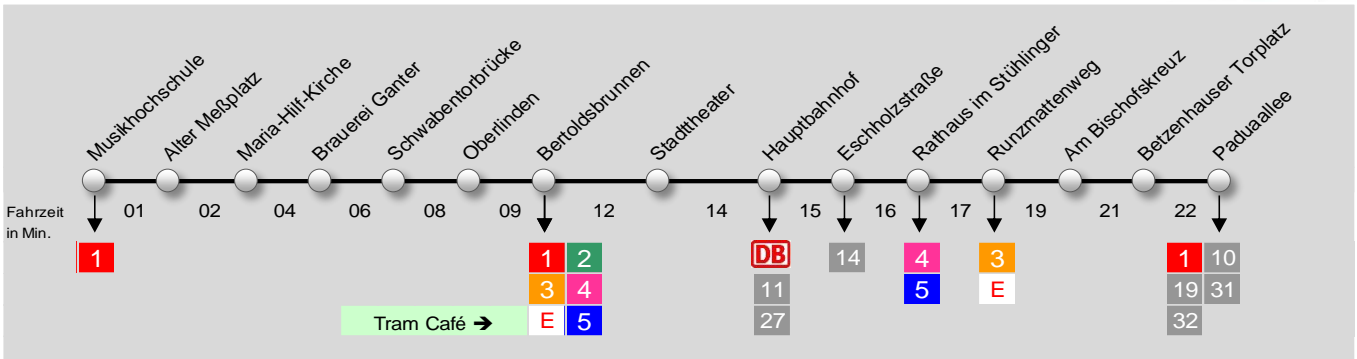 Musikhochschule
Alter Meßplatz
Maria-Hilf-Kirche
Brauerei Ganter
Schwabentorbrücke
Oberlinden
Bertoldsbrunnen
Stadttheater
Hauptbahnhof
Eschholzstraße
Rathaus im Stühlinger
Runzmattenweg
Am Bischofskreuz
Betzenhauser Torplatz
Paduaallee
Fahrzeit
in Min.
01 02 04 06 08 09 12 14 15 16 17 19 21 22
1 1 2 DB 14 4 3 1 10
3 4 11 5 E 19 31
Tram Café ➔ E 5 27 32